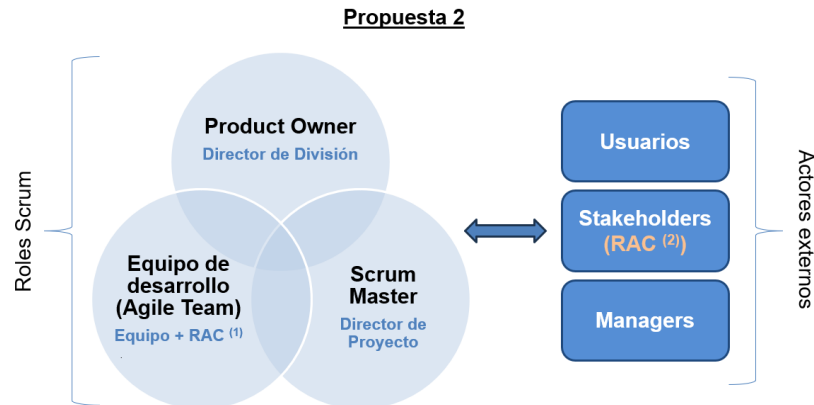 Propuesta 2
Roles Scrum
Product Owner
Director de División
Equipo de
desarrollo
(Agile Team)
Equipo + RAC (1)
.
Scrum
Master
Director de
Proyecto
Usuarios
Stakeholders
(RAC (2))
Managers
Actores externos